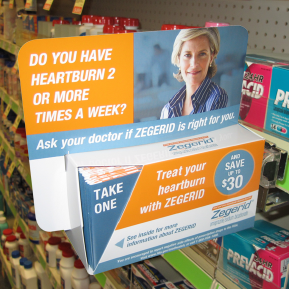 DO YOU HAVE
HEARTBURN 2
OR MORE
TIMES A WEEK?
Ask your doctor if ZEGERID is right for you.
Zegerid
TAKE
ONE
Treat your
heartburn
with ZEGERID
AND
SAVE
UP TO
$30
Zegerid
See inside for more
information about ZEGERID
24HR
PREVACID